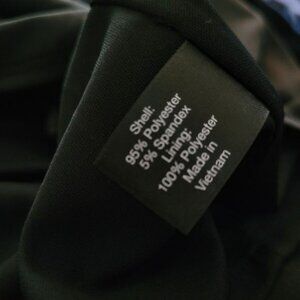 Shell:
95% Polyester
5% Spandex
Lining:
100% Polyester
Made in
Vietnam